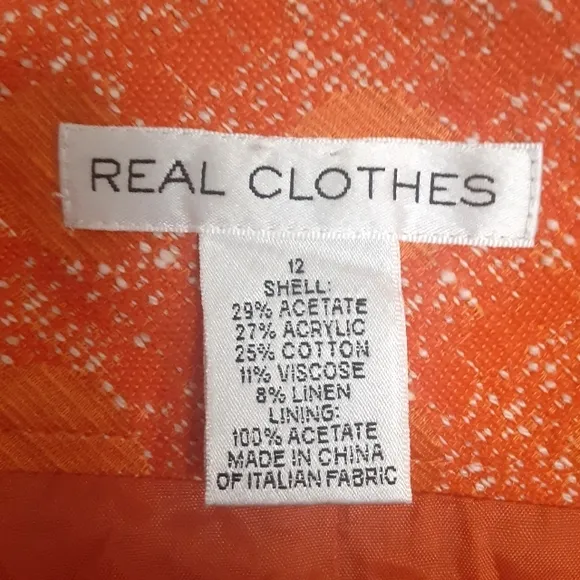 REAL CLOTHES
12
SHELL:
29% ACETATE
27% ACRYLIC
25% COTTON
11% VISCOSE
8% LINEN
LINING:
100% ACETATE
MADE IN CHINA
OF ITALIAN FABRIC